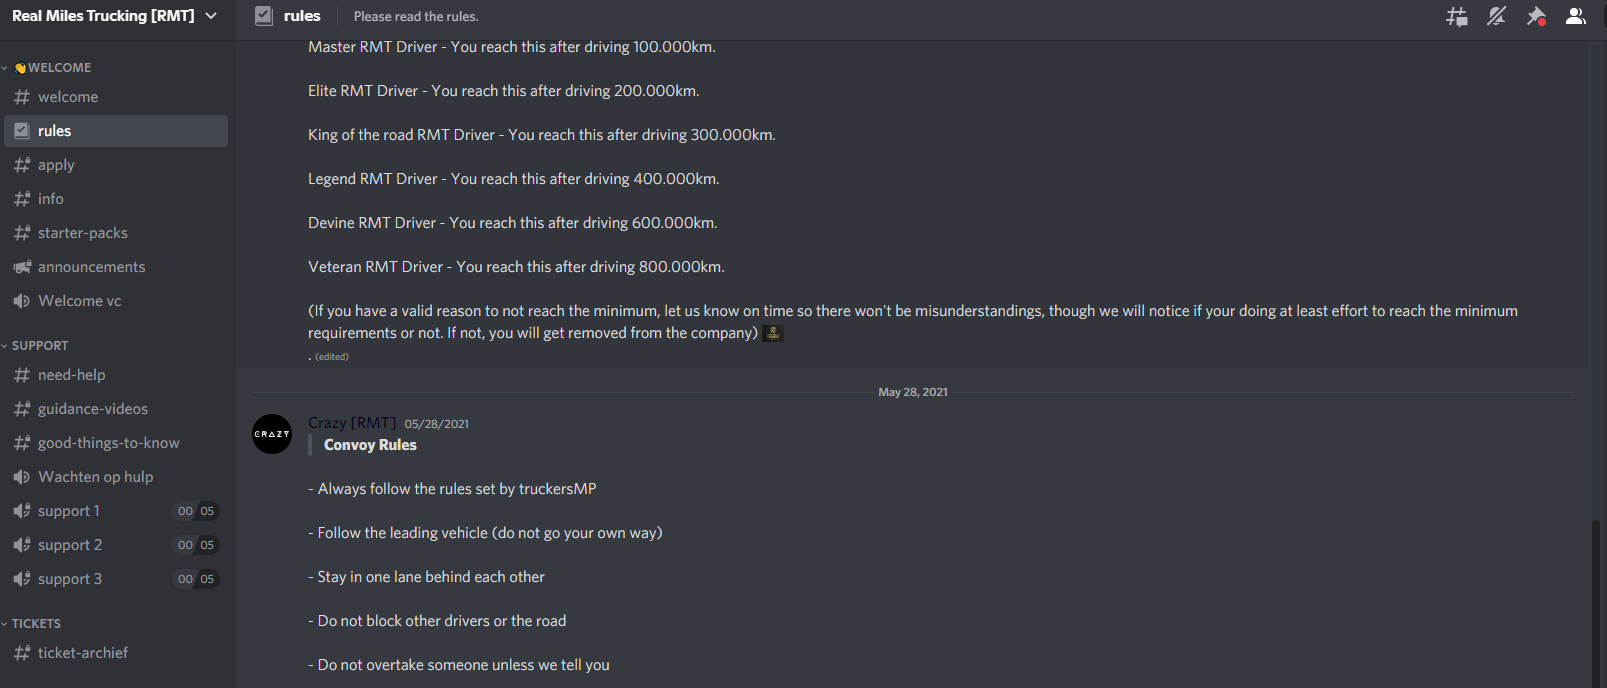 Real Miles Trucking [RMT]
rules
Please read the rules.
👏WELCOME
welcome
rules
apply
info
starter-packs
announcements
Welcome vc
SUPPORT
need-help
guidance-videos
good-things-to-know
Wachten op hulp
support 1 00 05
support 2 00 05
support 3 00 05
TICKETS
ticket-archief
Master RMT Driver - You reach this after driving 100.000km.
Elite RMT Driver - You reach this after driving 200.000km.
King of the road RMT Driver - You reach this after driving 300.000km.
Legend RMT Driver - You reach this after driving 400.000km.
Devine RMT Driver - You reach this after driving 600.000km.
Veteran RMT Driver - You reach this after driving 800.000km.
(If you have a valid reason to not reach the minimum, let us know on time so there won't be misunderstandings, though we will notice if your doing at least effort to reach the minimum
requirements or not. If not, you will get removed from the company)
. (edited)
May 28, 2021
CRAZY
Crazy [RMT] 05/28/2021
Convoy Rules
- Always follow the rules set by truckersMP
- Follow the leading vehicle (do not go your own way)
- Stay in one lane behind each other
- Do not block other drivers or the road
- Do not overtake someone unless we tell you